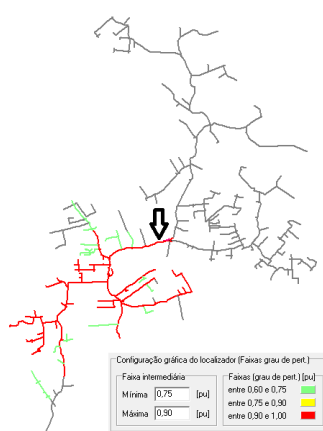 Configuração gráfica do localizador (Faixas grau de pert.)
Faixa intermediária
Mínima 0,75 [pu]
Máxima 0,90 [pu]
Faixas (grau de pert.) [pu]
entre 0,60 e 0,75
entre 0,75 e 0,90
entre 0,90 e 1,00